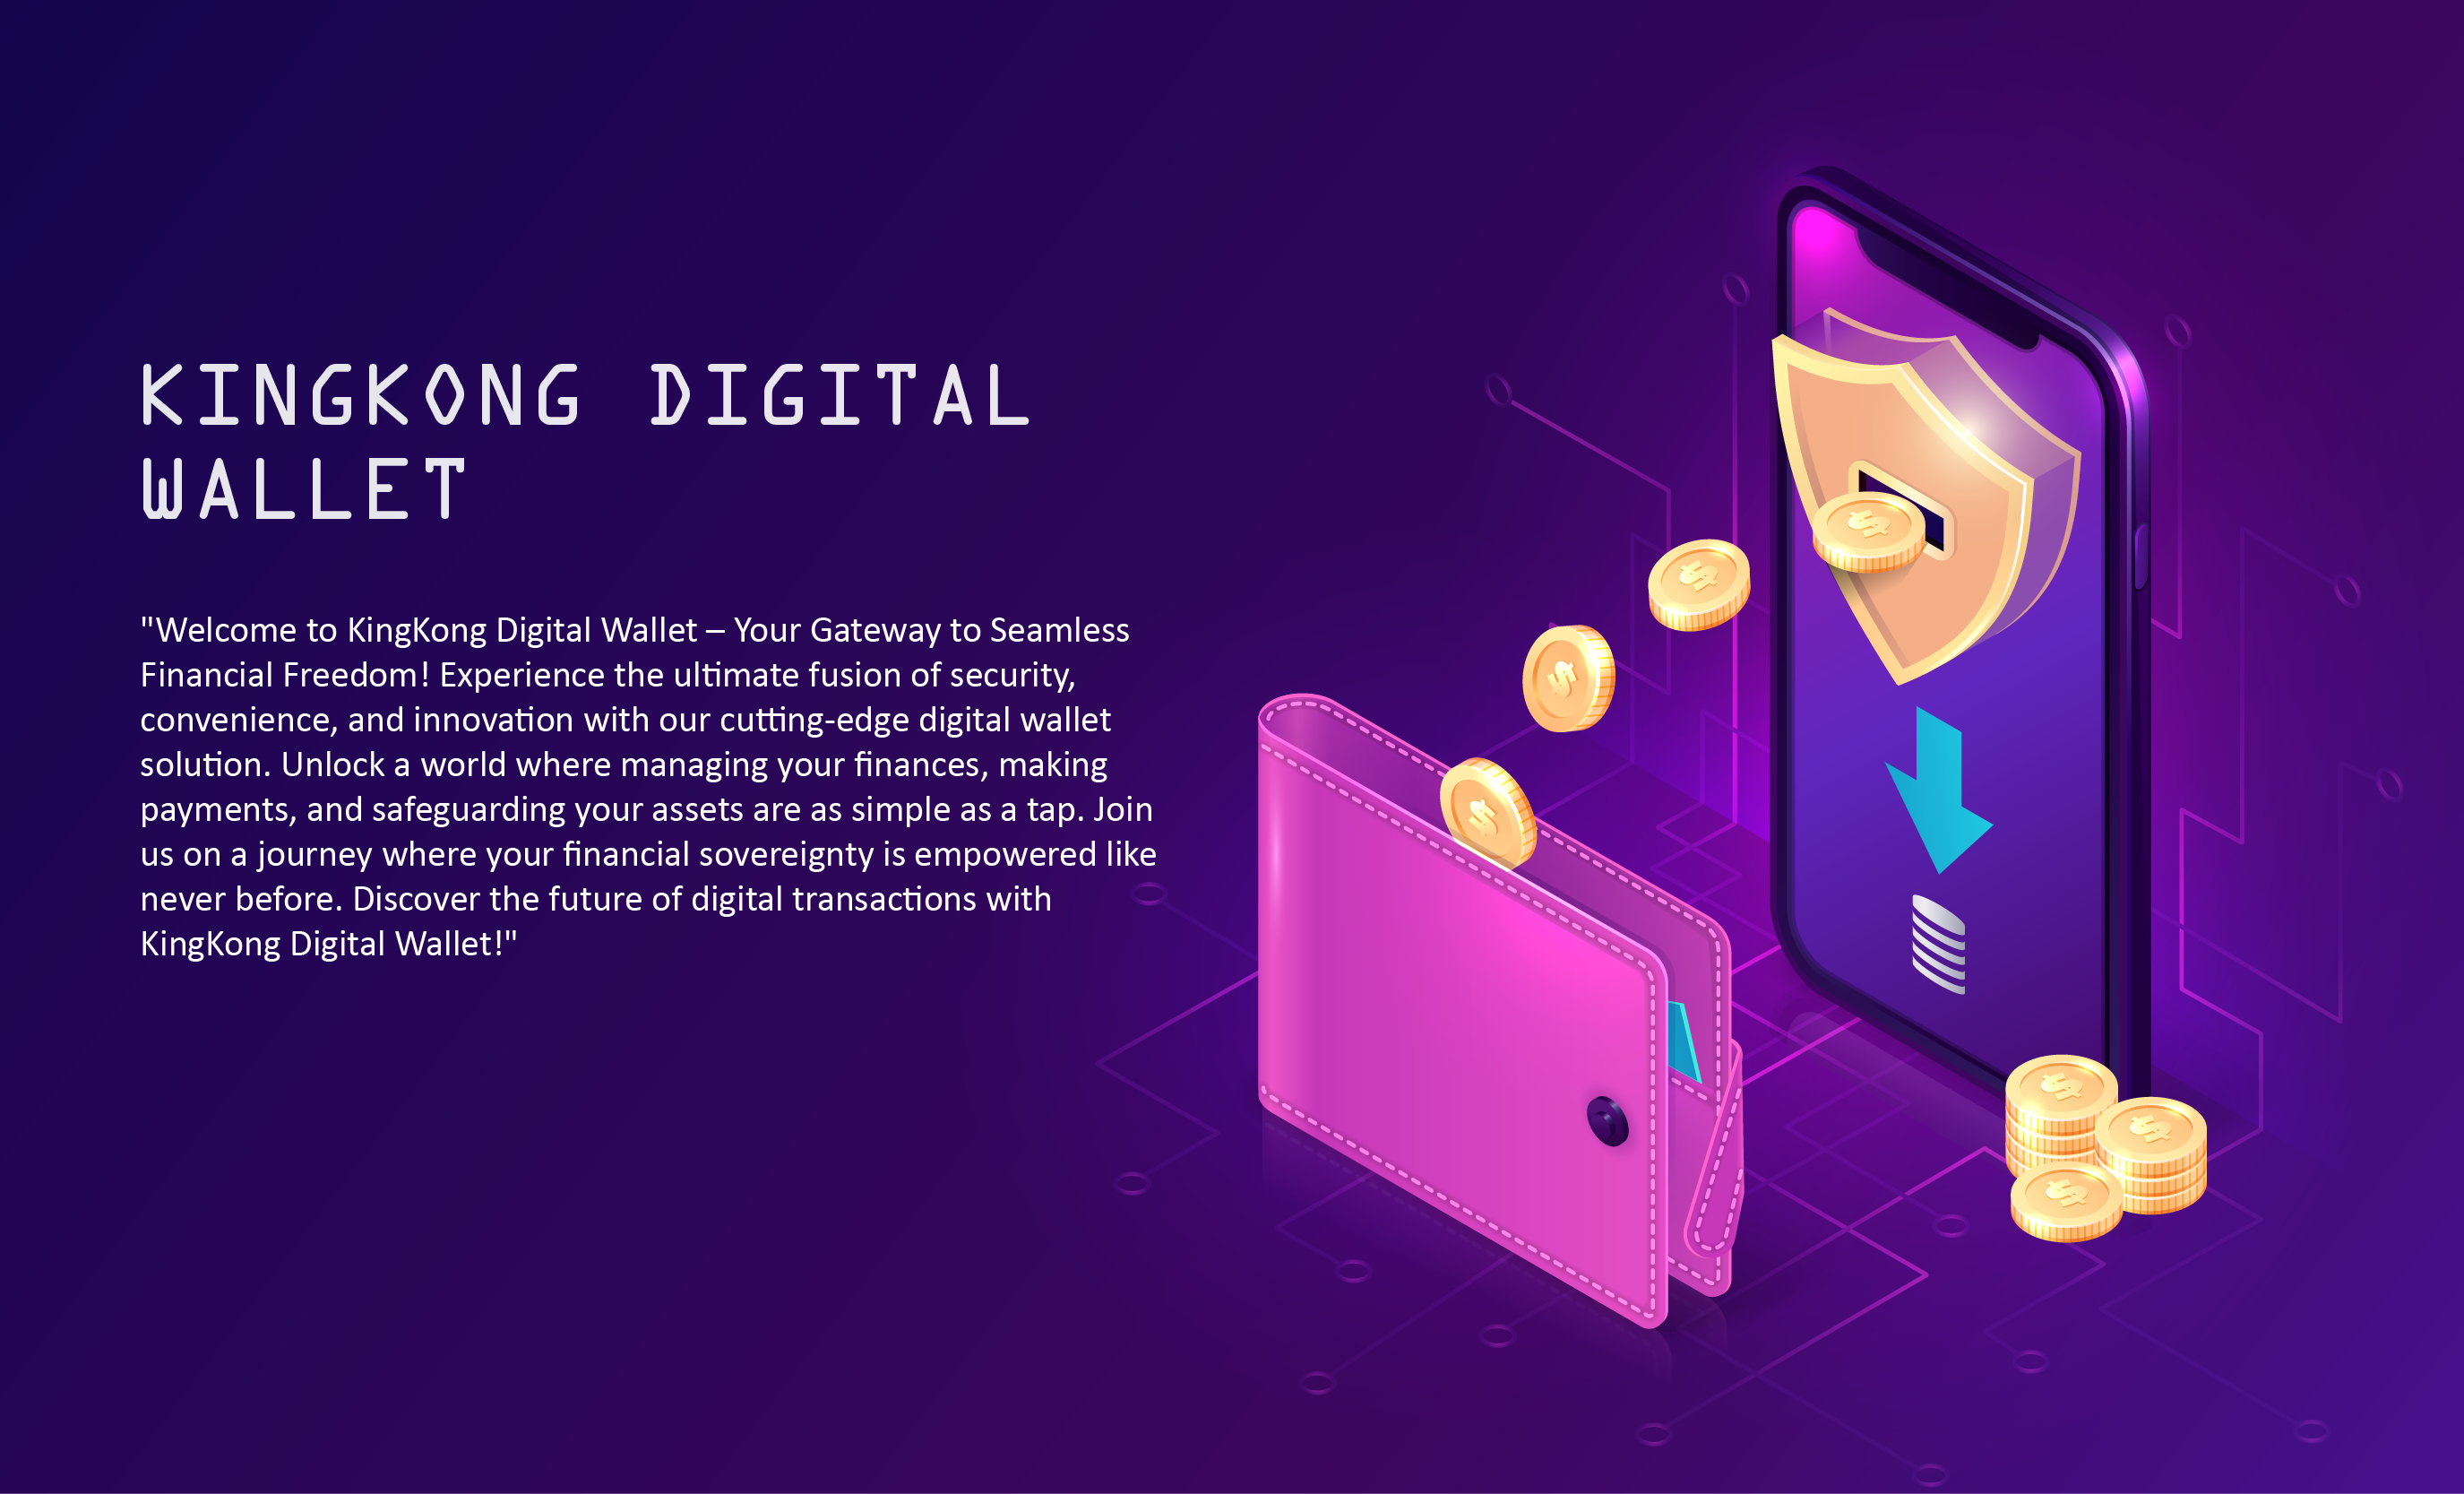 KINGKONG DIGITAL
WALLET
"Welcome to KingKong Digital Wallet – Your Gateway to Seamless
Financial Freedom! Experience the ultimate fusion of security,
convenience, and innovation with our cutting-edge digital wallet
solution. Unlock a world where managing your finances, making
payments, and safeguarding your assets are as simple as a tap. Join
us on a journey where your financial sovereignty is empowered like
never before. Discover the future of digital transactions with
KingKong Digital Wallet!"